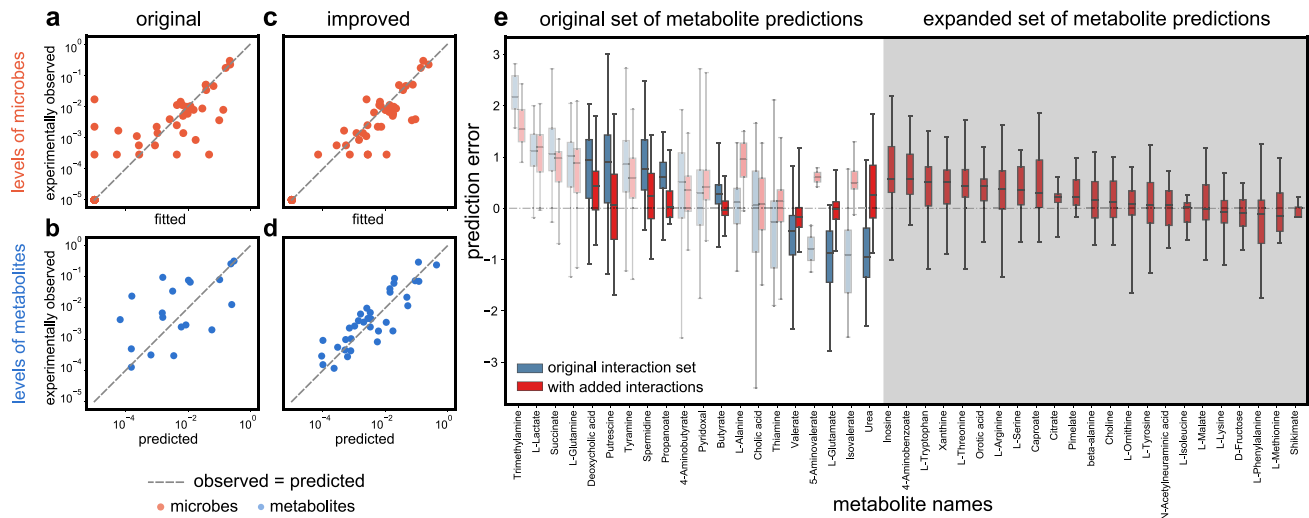 a
original
c
improved
levels of microbes
experimentally observed
10^0
10^-1
10^-2
10^-3
10^-4
10^-5
fitted
fitted
b
d
levels of metabolites
experimentally observed
10^0
10^-1
10^-2
10^-3
10^-4
10^-5
10^-4
10^-2
10^0
10^-4
10^-2
10^0
predicted
predicted
observed = predicted
microbes
metabolites
e
original set of metabolite predictions
expanded set of metabolite predictions
prediction error
3
2
1
0
−1
−2
−3
original interaction set
with added interactions
Trimethylamine
L-Lactate
Succinate
L-Glutamine
Deoxycholic acid
Putrescine
Tyramine
Spermidine
Propanoate
4-Aminobutyrate
Pyridoxal
Butyrate
L-Alanine
Cholic acid
Thiamine
Valerate
5-Aminovalerate
L-Glutamate
Isovalerate
Urea
Inosine
4-Aminobenzoate
L-Tryptophan
Xanthine
L-Threonine
Orotic acid
L-Arginine
L-Serine
Caproate
Citrate
Pimelate
beta-alanine
Choline
L-Ornithine
L-Tyrosine
N-Acetylneuraminic acid
L-Isoleucine
L-Malate
L-Lysine
D-Fructose
L-Phenylalanine
L-Methionine
Shikimate
metabolite names